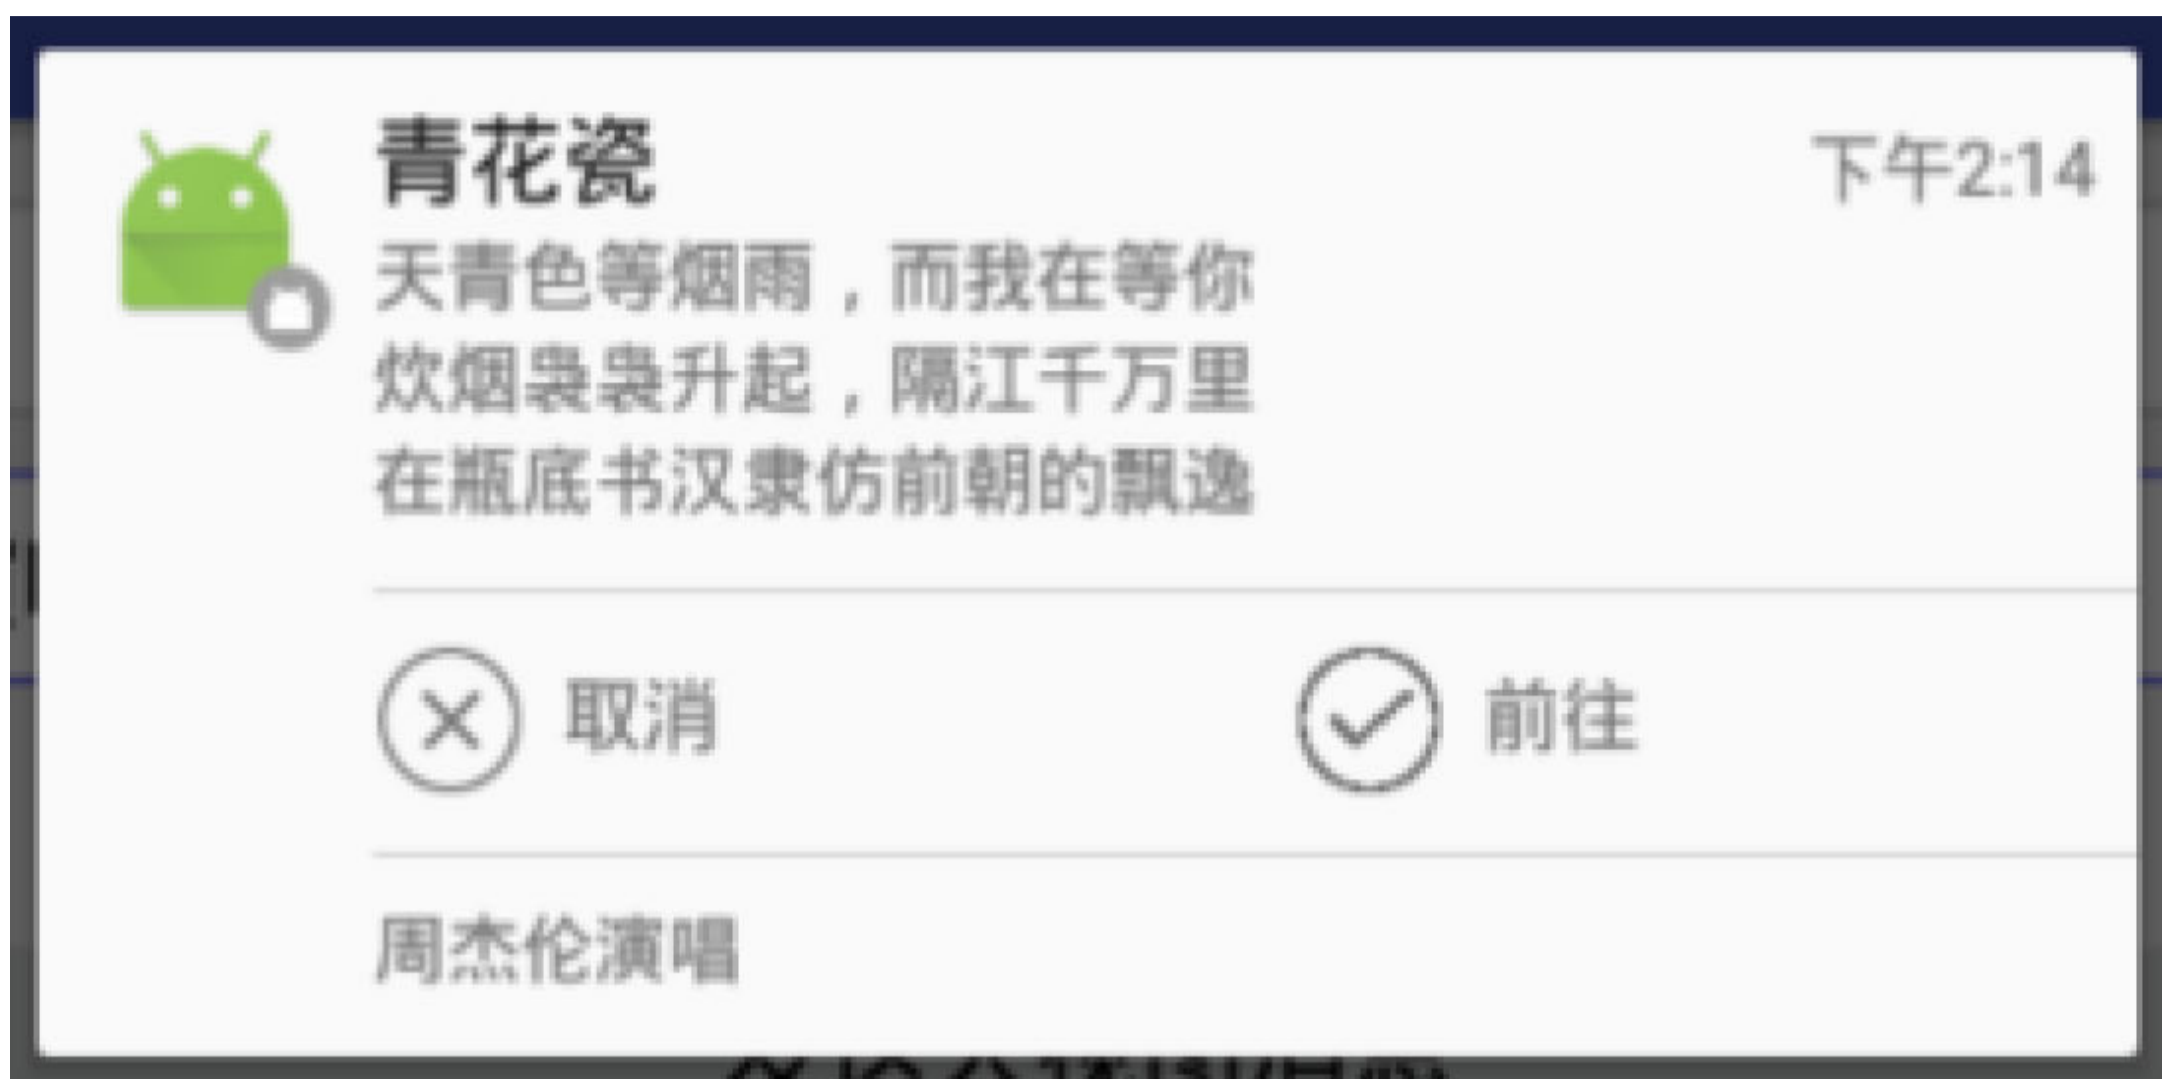 青花瓷
下午2:14
天青色等烟雨，而我在等你
炊烟袅袅升起，隔江千万里
在瓶底书汉隶仿前朝的飘逸
取消
前往
周杰伦演唱